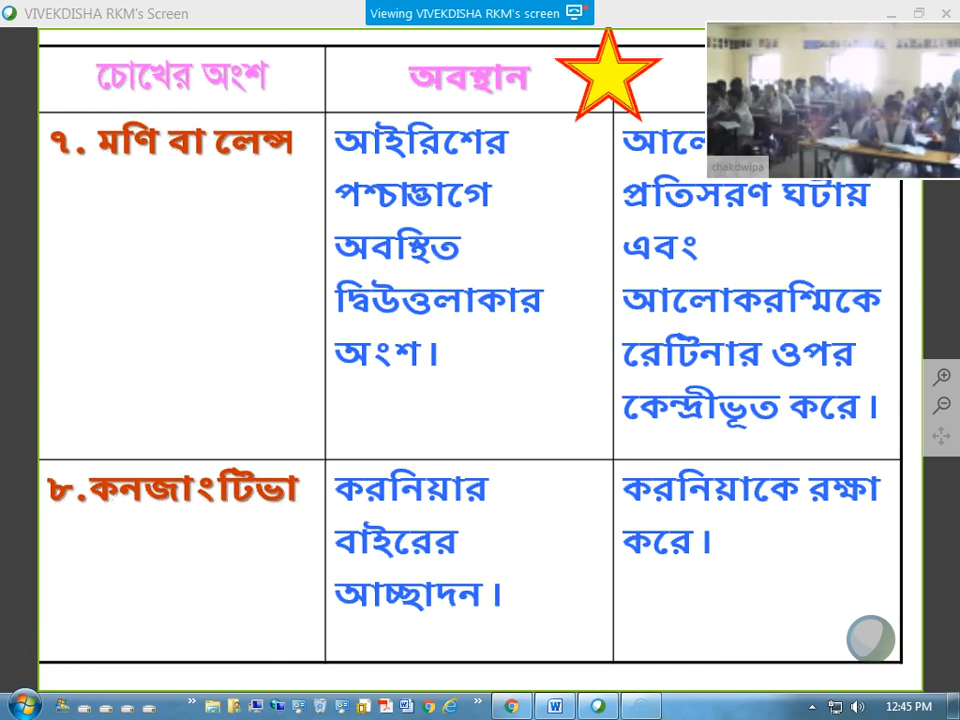 VIVEKDISHA RKM's Screen
Viewing VIVEKDISHA RKM's screen
চোখের অংশ
অবস্থান
৭. মণি বা লেন্স
আইরিশের
পশ্চাদ্ভাগে
অবস্থিত
দ্বিউত্তলাকার
অংশ।
প্রতিসরণ ঘটায়
এবং
আলোকরশ্মিকে
রেটিনার ওপর
কেন্দ্রীভূত করে।
chakdwipa
৮.কনজাংটিভা
করনিয়ার
বাইরের
আচ্ছাদন।
করনিয়াকে রক্ষা
করে।
12:45 PM